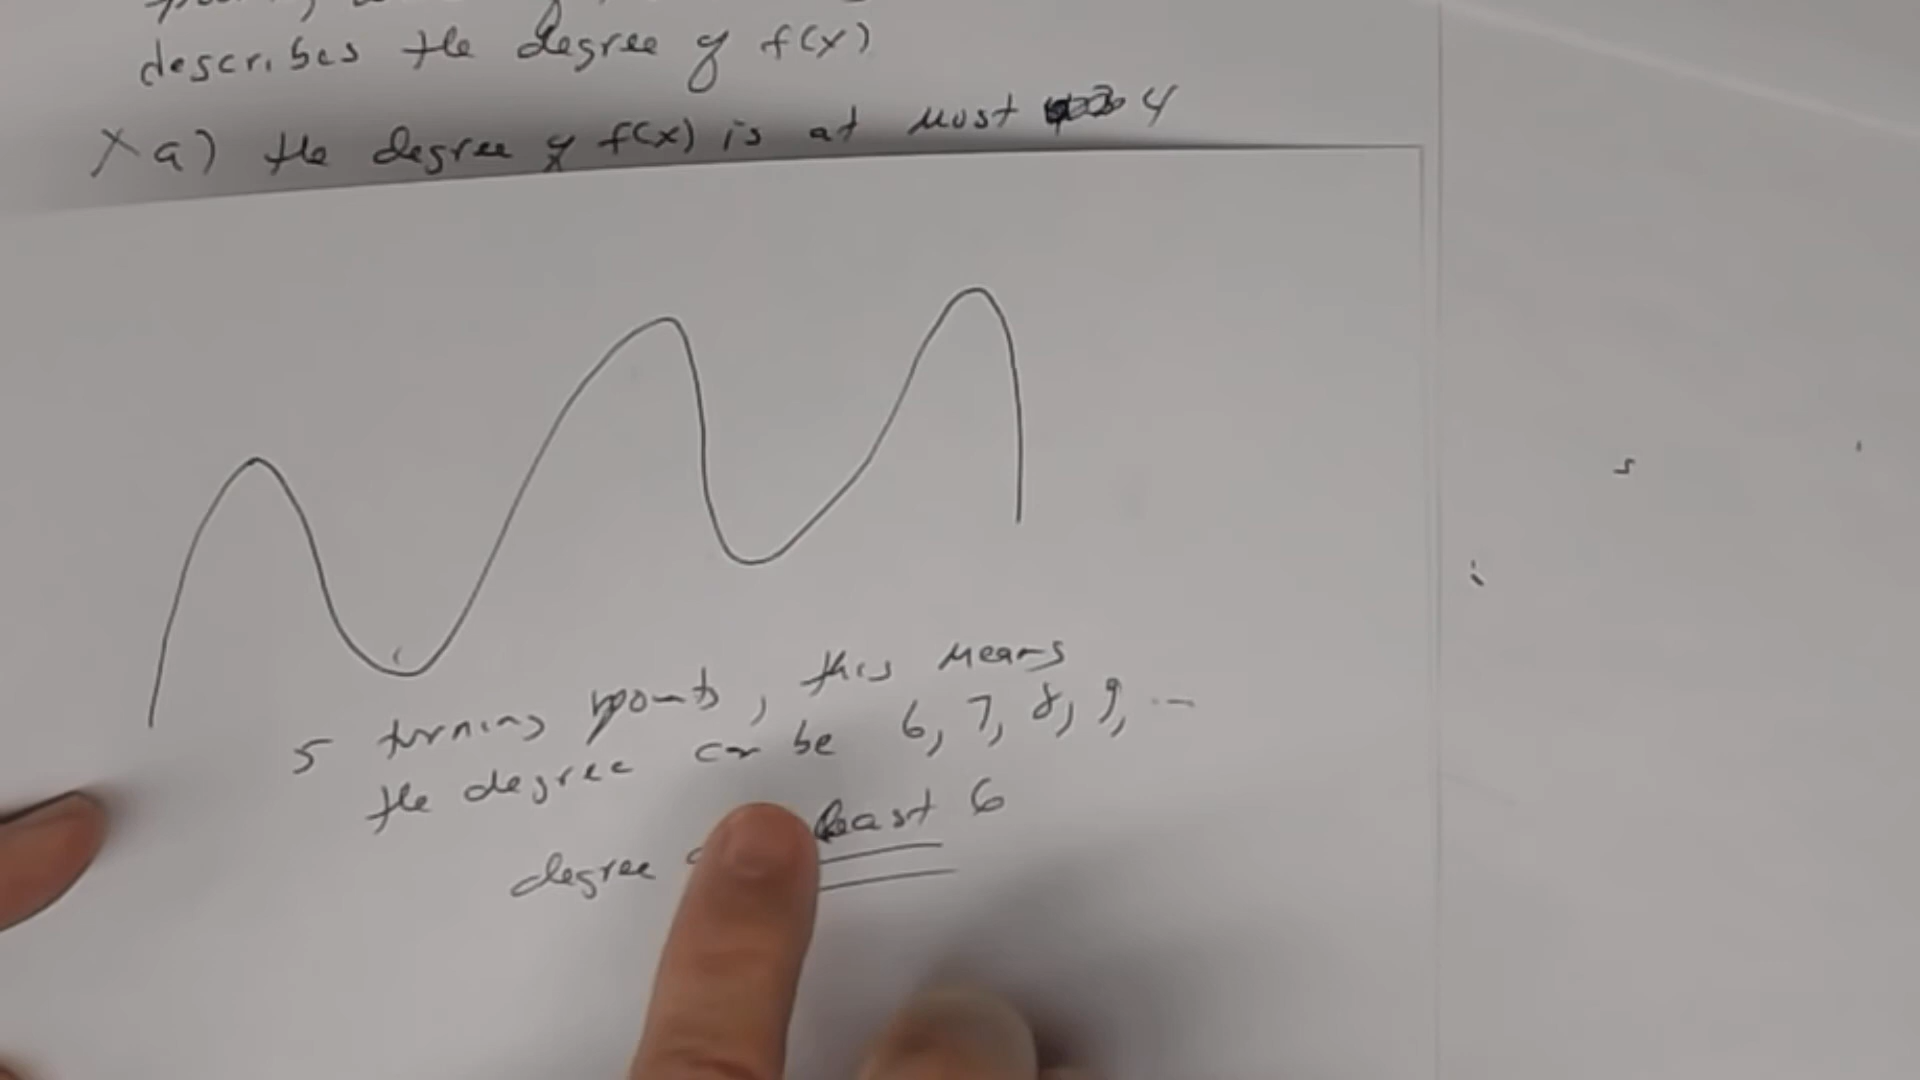 describes the degree of f(x)
X a) the degree of f(x) is at most 4
5 turning points, this means
the degree can be 6, 7, 8, 9, ...
degree least 6